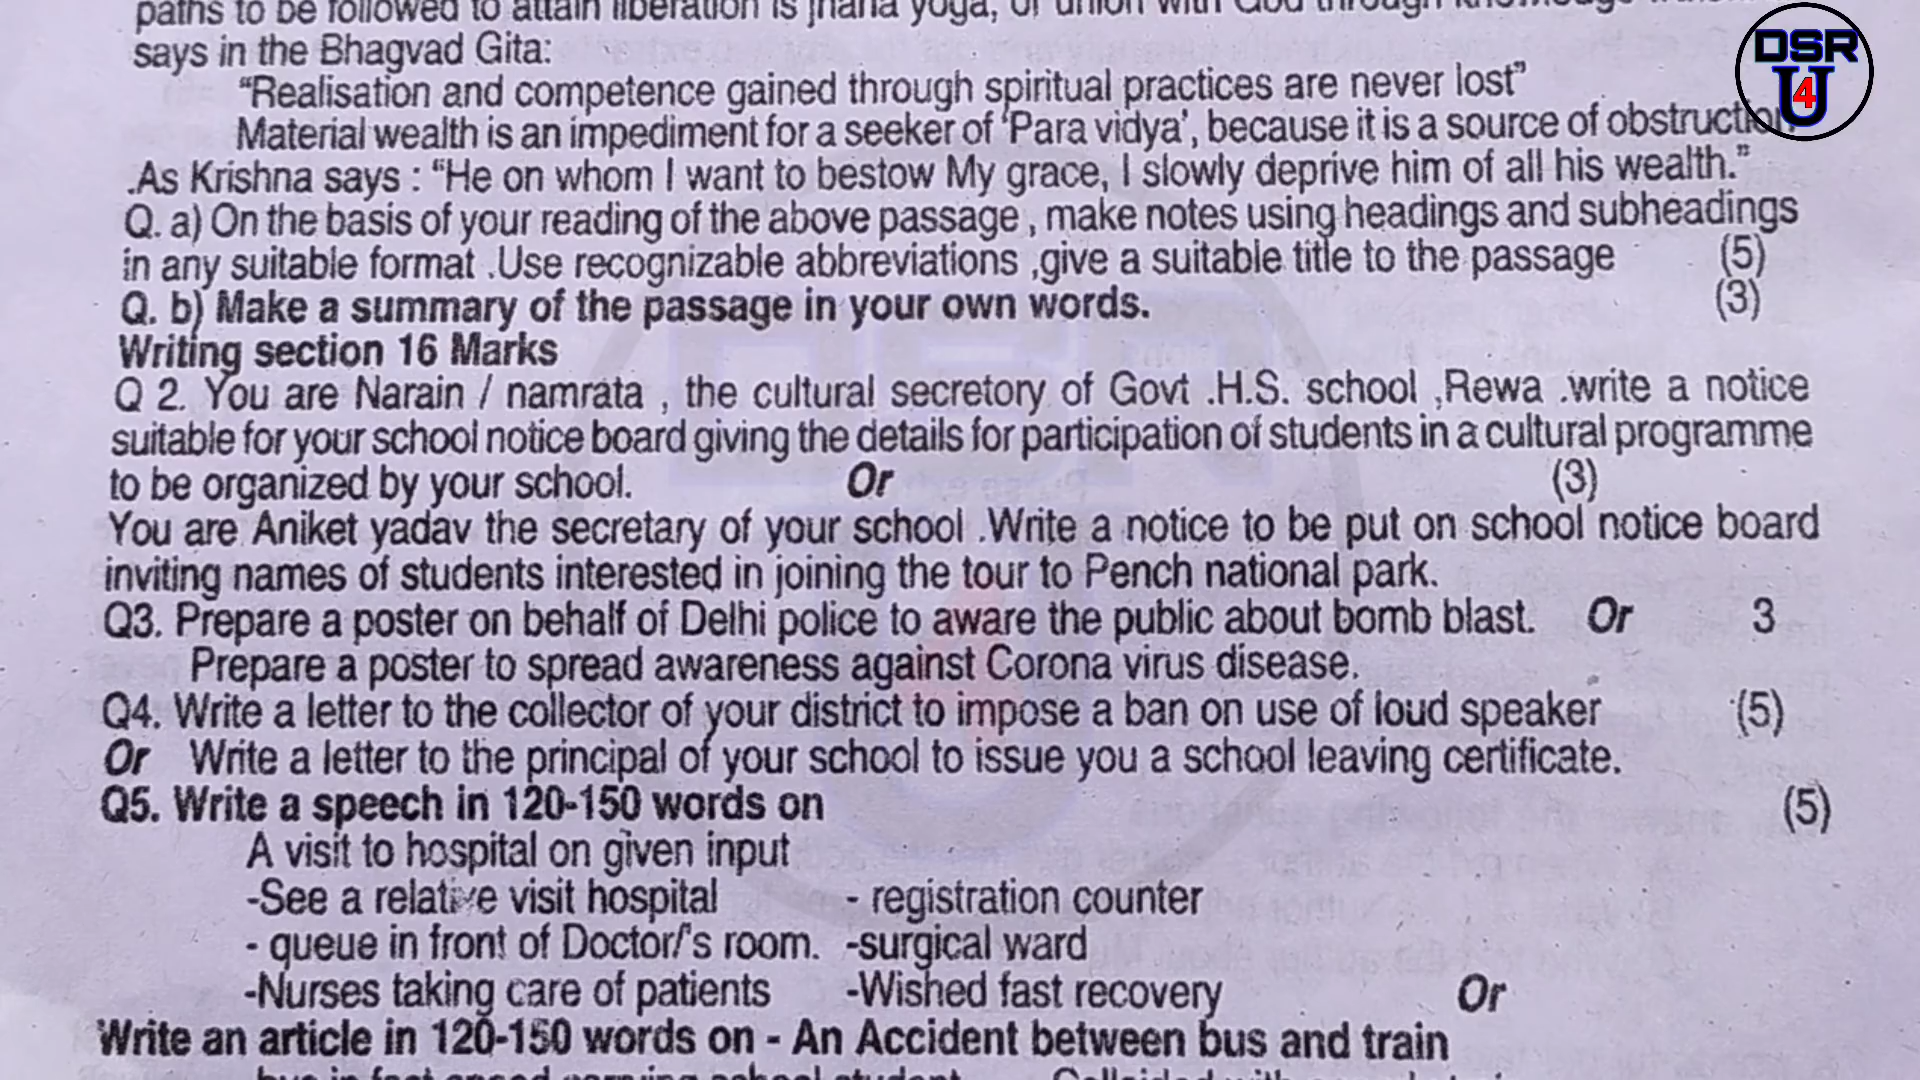 paths to be followed to attain liberation is jnana yoga, or union with God through knowledge
says in the Bhagvad Gita:
“Realisation and competence gained through spiritual practices are never lost”
Material wealth is an impediment for a seeker of ‘Para vidya’, because it is a source of obstruction
.As Krishna says : “He on whom I want to bestow My grace, I slowly deprive him of all his wealth.”
Q. a) On the basis of your reading of the above passage , make notes using headings and subheadings
in any suitable format .Use recognizable abbreviations ,give a suitable title to the passage (5)
Q. b) Make a summary of the passage in your own words. (3)
Writing section 16 Marks
Q 2. You are Narain / namrata , the cultural secretory of Govt .H.S. school ,Rewa .write a notice
suitable for your school notice board giving the details for participation of students in a cultural programme
to be organized by your school. Or (3)
You are Aniket yadav the secretary of your school .Write a notice to be put on school notice board
inviting names of students interested in joining the tour to Pench national park.
Q3. Prepare a poster on behalf of Delhi police to aware the public about bomb blast. Or 3
Prepare a poster to spread awareness against Corona virus disease.
Q4. Write a letter to the collector of your district to impose a ban on use of loud speaker (5)
Or Write a letter to the principal of your school to issue you a school leaving certificate.
Q5. Write a speech in 120-150 words on (5)
A visit to hospital on given input
-See a relative visit hospital - registration counter
- queue in front of Doctor/'s room. -surgical ward
-Nurses taking care of patients -Wished fast recovery Or
Write an article in 120-150 words on - An Accident between bus and train
bus in fast speed carrying school student Colloided with
DSR
U
4